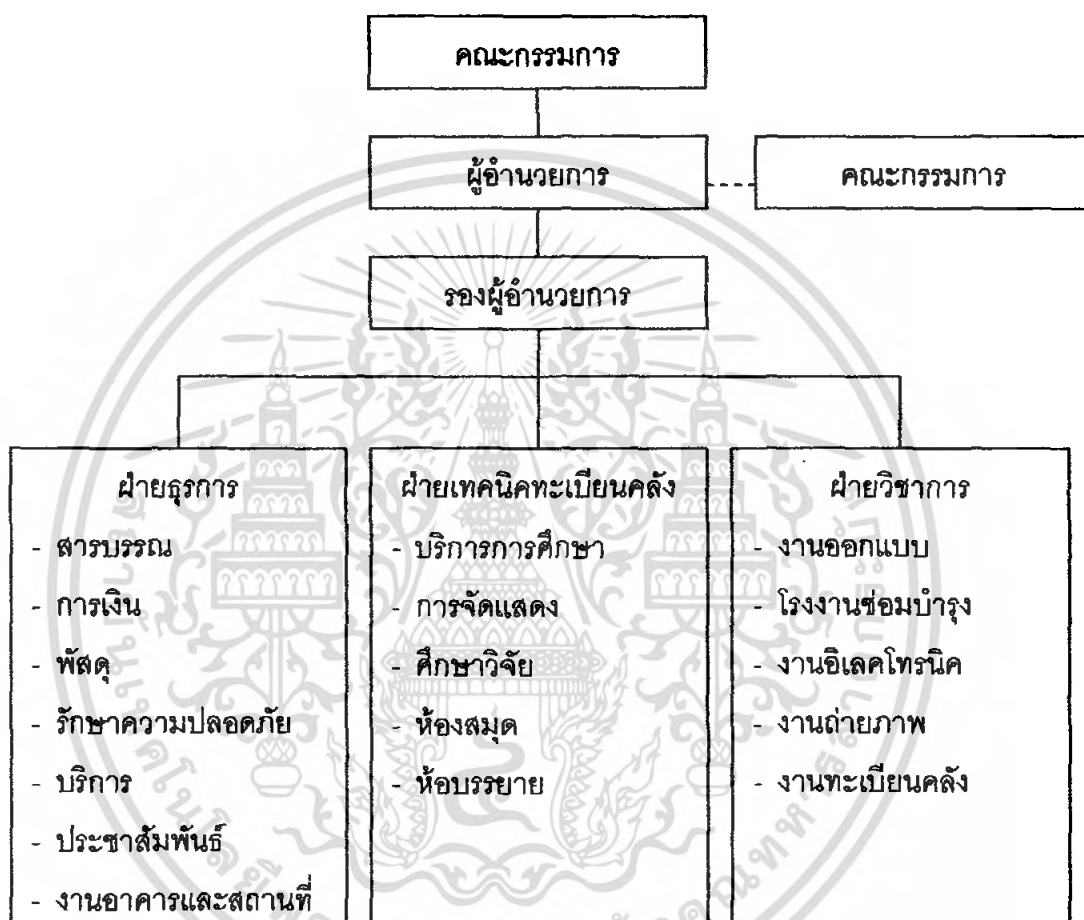 คณะกรรมการ
ผู้อำนวยการ
คณะกรรมการ
รองผู้อำนวยการ
ฝ่ายธุรการ
- สารบรรณ
- การเงิน
- พัสดุ
- รักษาความปลอดภัย
- บริการ
- ประชาสัมพันธ์
- งานอาคารและสถานที่
ฝ่ายเทคนิคทะเบียนคลัง
- บริการการศึกษา
- การจัดแสดง
- ศึกษาวิจัย
- ห้องสมุด
- ห้อบรรยาย
ฝ่ายวิชาการ
- งานออกแบบ
- โรงงานซ่อมบำรุง
- งานอิเลคโทรนิค
- งานถ่ายภาพ
- งานทะเบียนคลัง